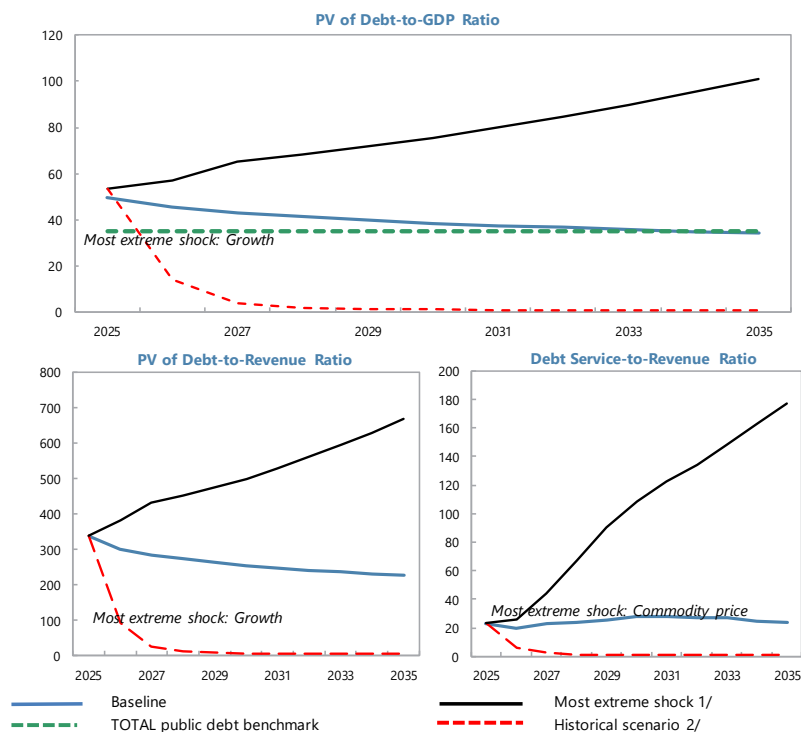 PV of Debt-to-GDP Ratio
120
100
80
60
40
20
0
Most extreme shock: Growth
2025 2027 2029 2031 2033 2035
PV of Debt-to-Revenue Ratio
800
700
600
500
400
300
200
100
0
Most extreme shock: Growth
2025 2027 2029 2031 2033 2035
Debt Service-to-Revenue Ratio
200
180
160
140
120
100
80
60
40
20
0
Most extreme shock: Commodity price
2025 2027 2029 2031 2033 2035
Baseline
Most extreme shock 1/
TOTAL public debt benchmark
Historical scenario 2/